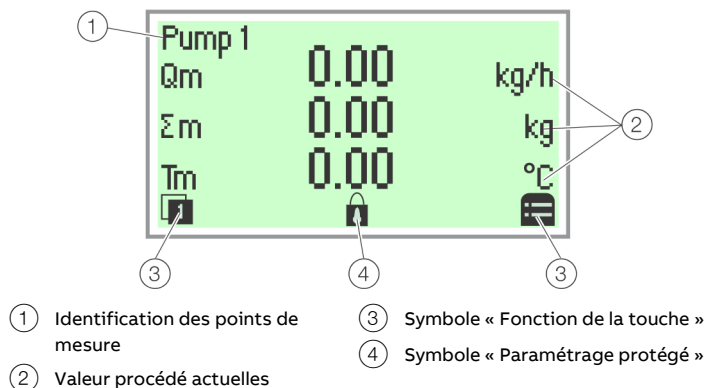 1
Pump 1
Qm 0.00 kg/h
Σm 0.00 kg
Tm 0.00 °C
1
2
3 4 3
1 Identification des points de mesure
2 Valeur procédé actuelles
3 Symbole « Fonction de la touche »
4 Symbole « Paramétrage protégé »